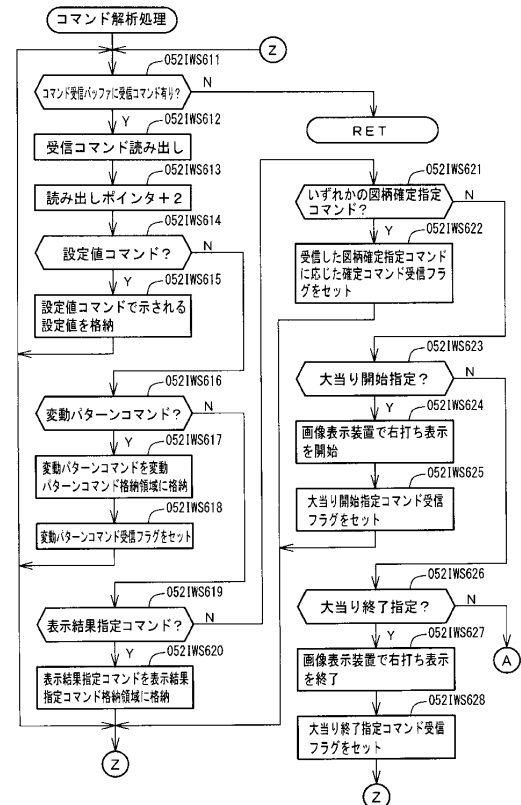 コマンド解析処理
Z
052IWS611
コマンド受信バッファに受信コマンド有り?
N
Y
052IWS612
受信コマンド読み出し
RET
052IWS613
読み出しポインタ+2
052IWS614
設定値コマンド?
N
Y
052IWS615
設定値コマンドで示される
設定値を格納
052IWS616
変動パターンコマンド?
N
Y
052IWS617
変動パターンコマンドを変動
パターンコマンド格納領域に格納
052IWS618
変動パターンコマンド受信フラグをセット
052IWS619
表示結果指定コマンド?
N
Y
052IWS620
表示結果指定コマンドを表示結果
指定コマンド格納領域に格納
Z
052IWS621
いずれかの図柄確定指定
コマンド?
N
Y
052IWS622
受信した図柄確定指定コマンド
に応じた確定コマンド受信フラ
グをセット
052IWS623
大当り開始指定?
N
Y
052IWS624
画像表示装置で右打ち表示
を開始
052IWS625
大当り開始指定コマンド受信
フラグをセット
052IWS626
大当り終了指定?
N
A
Y
052IWS627
画像表示装置で右打ち表示
を終了
052IWS628
大当り終了指定コマンド受信
フラグをセット
Z